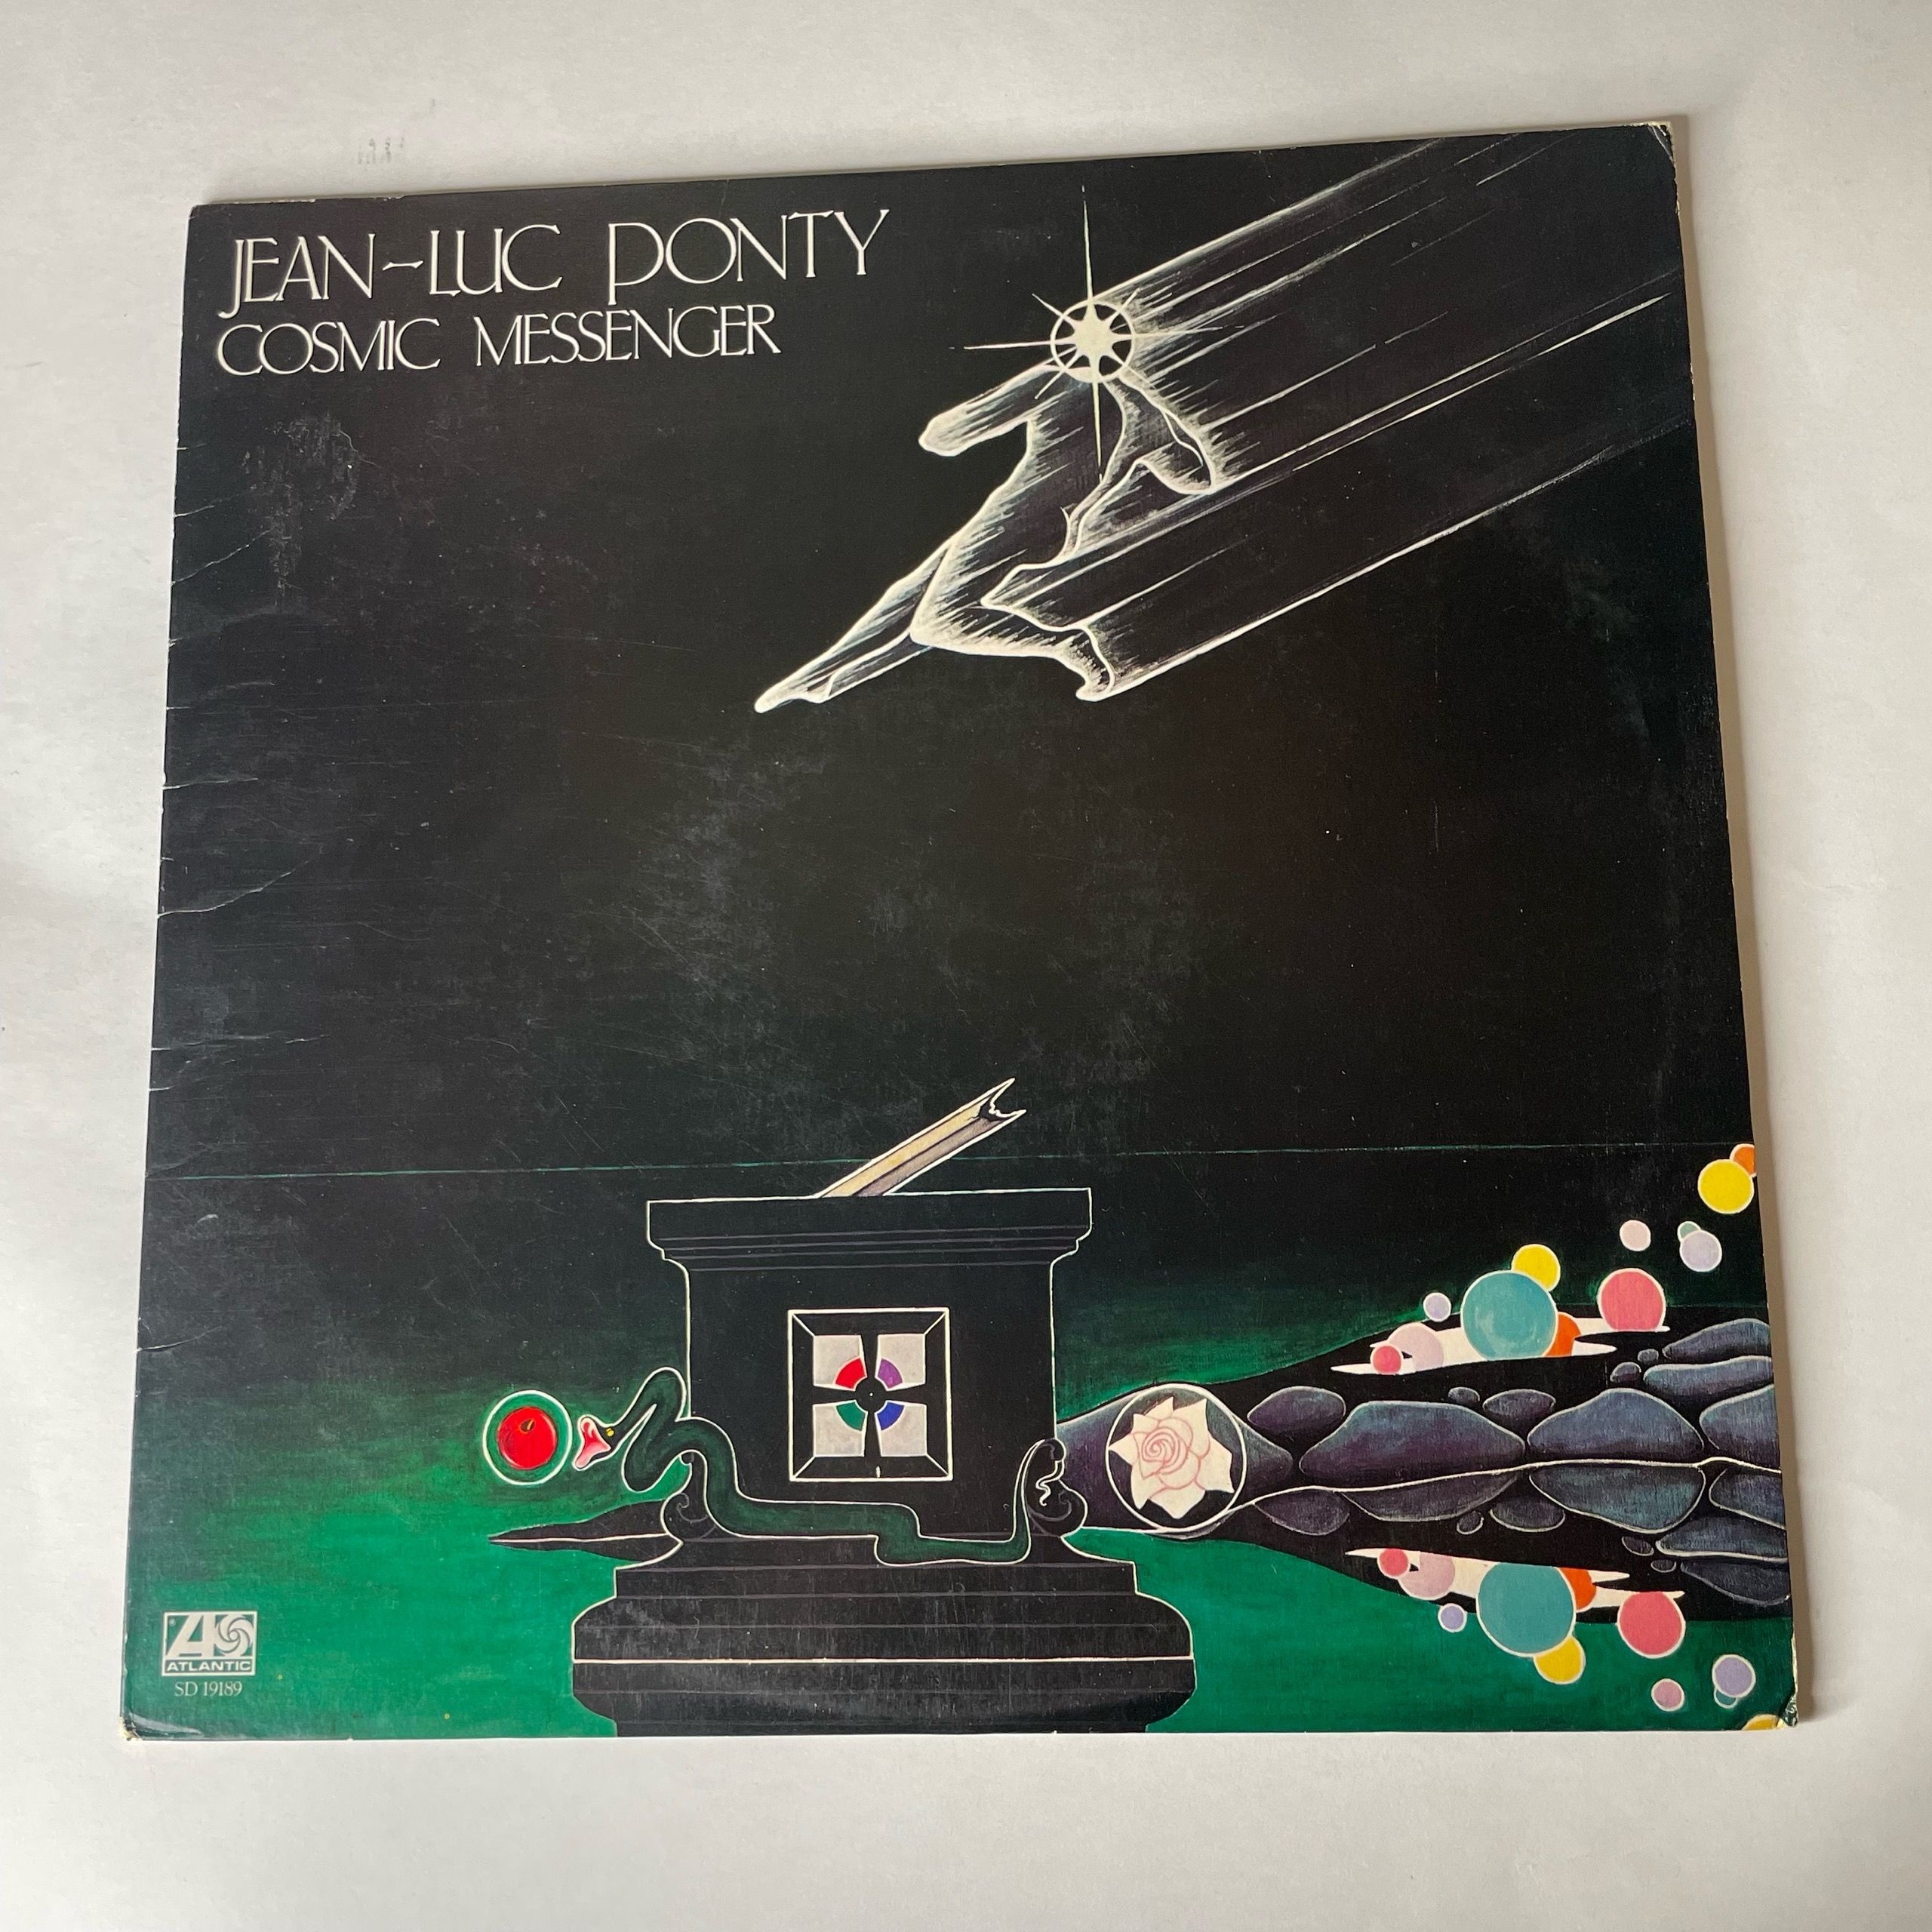 JEAN-LUC PONTY
COSMIC MESSENGER
ATLANTIC
SD 19189